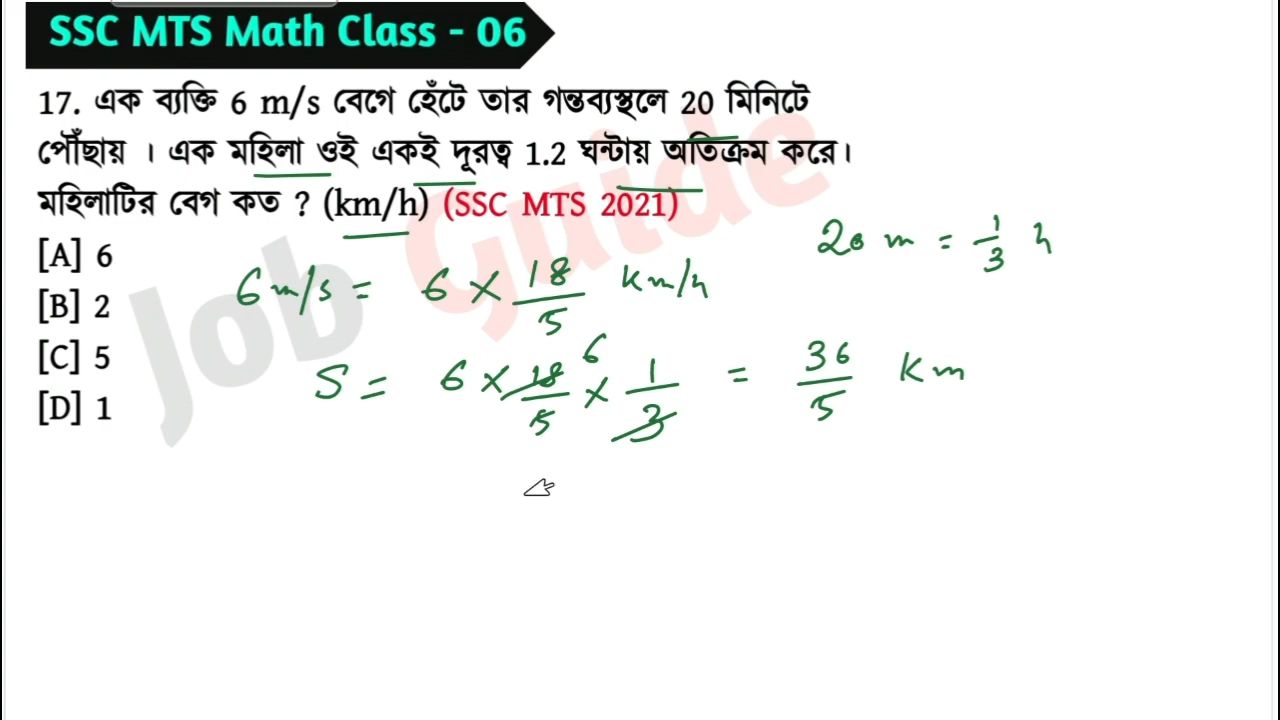 SSC MTS Math Class - 06
17. এক ব্যক্তি 6 m/s বেগে হেঁটে তার গন্তব্যস্থলে 20 মিনিটে
পৌঁছায় । এক মহিলা ওই একই দূরত্ব 1.2 ঘন্টায় অতিক্রম করে।
মহিলাটির বেগ কত ? (km/h) (SSC MTS 2021)
[A] 6
[B] 2
[C] 5
[D] 1
20 m = 1/3 h
6 m/s = 6 × 18/5 km/h
S = 6 × 18/5 6 × 1/3 = 36/5 Km
Job Guide